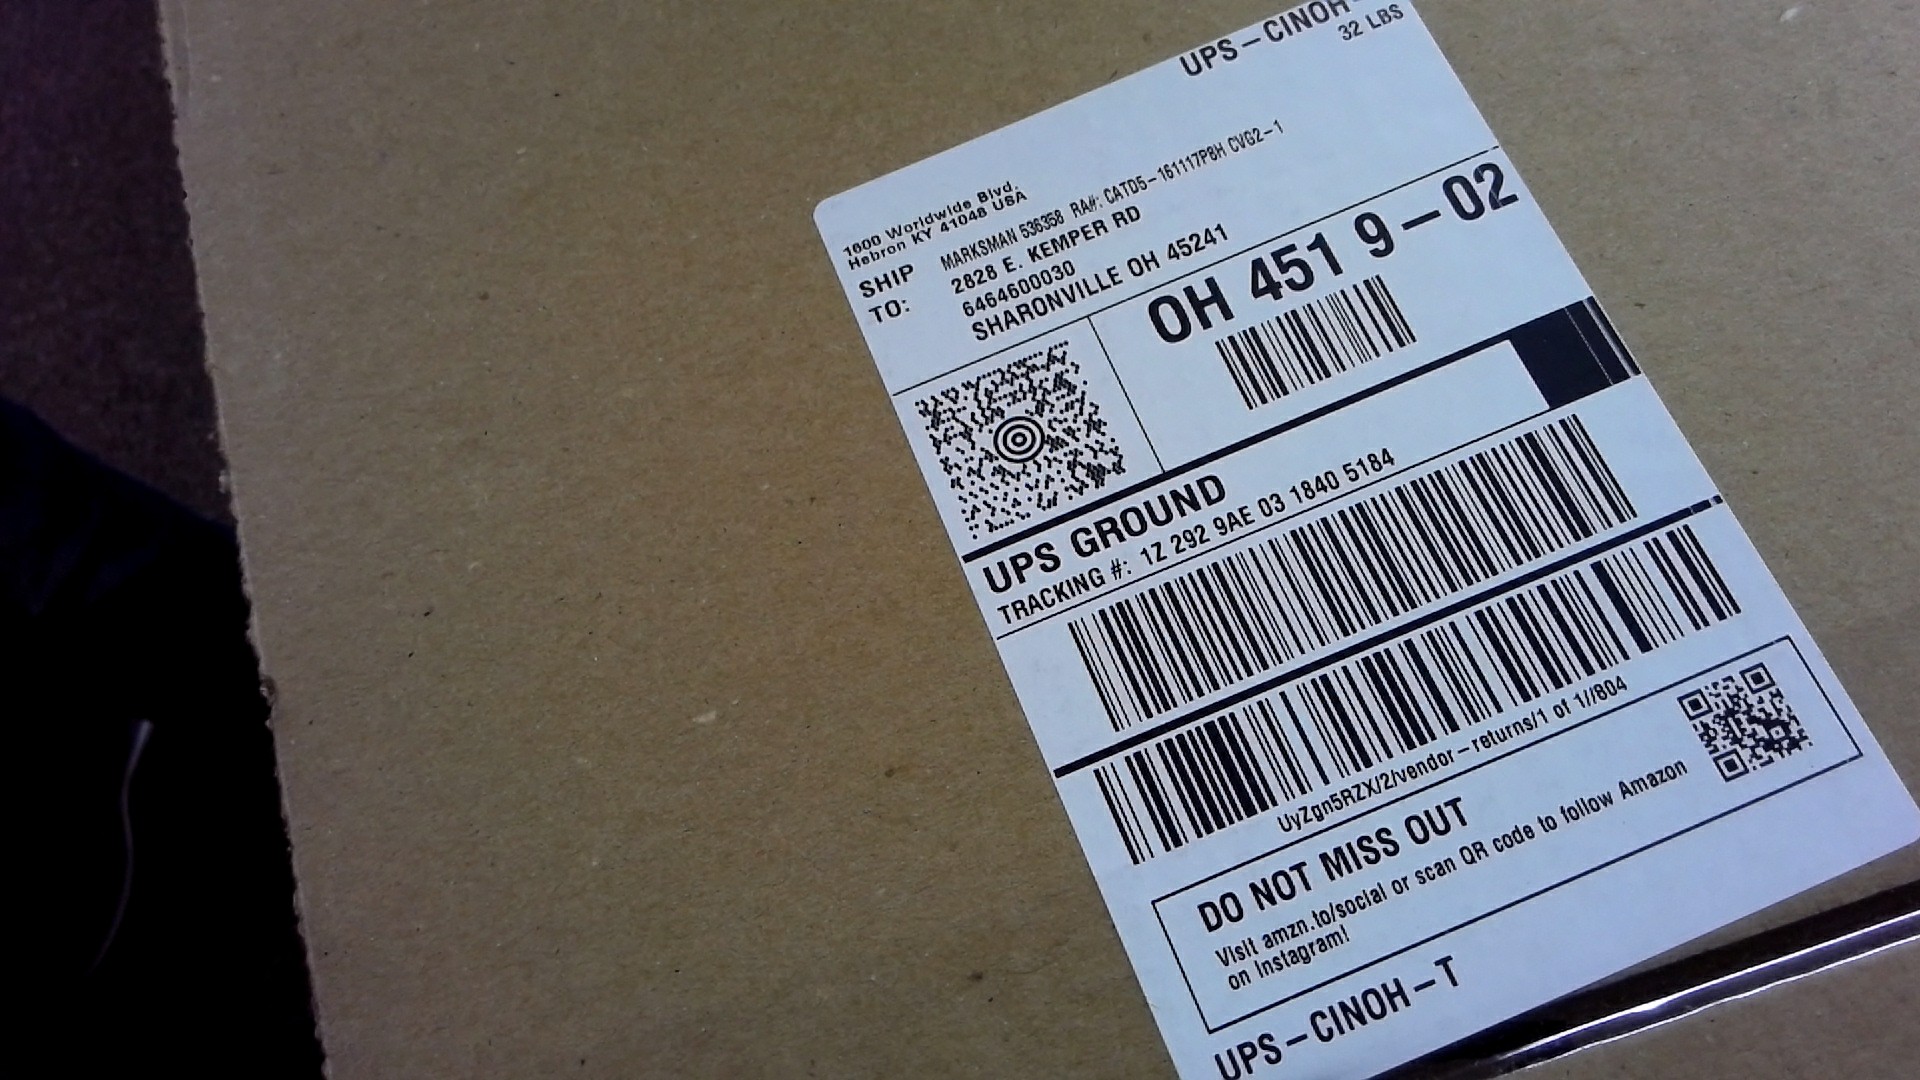 UPS-CINOH-
32 LBS
1600 Worldwide Blvd.
Hebron KY 41048 USA
SHIP TO:
MARKSMAN 536358 RA#: CATD5-161117P8H CVG2-1
2828 E. KEMPER RD
6464600030
SHARONVILLE OH 45241
OH 451 9-02
UPS GROUND
TRACKING #: 1Z 292 9AE 03 1840 5184
UyZgn5RZX/2/vendor-returns/1 of 1//804
DO NOT MISS OUT
Visit amzn.to/social or scan QR code to follow Amazon
on Instagram!
UPS-CINOH-T